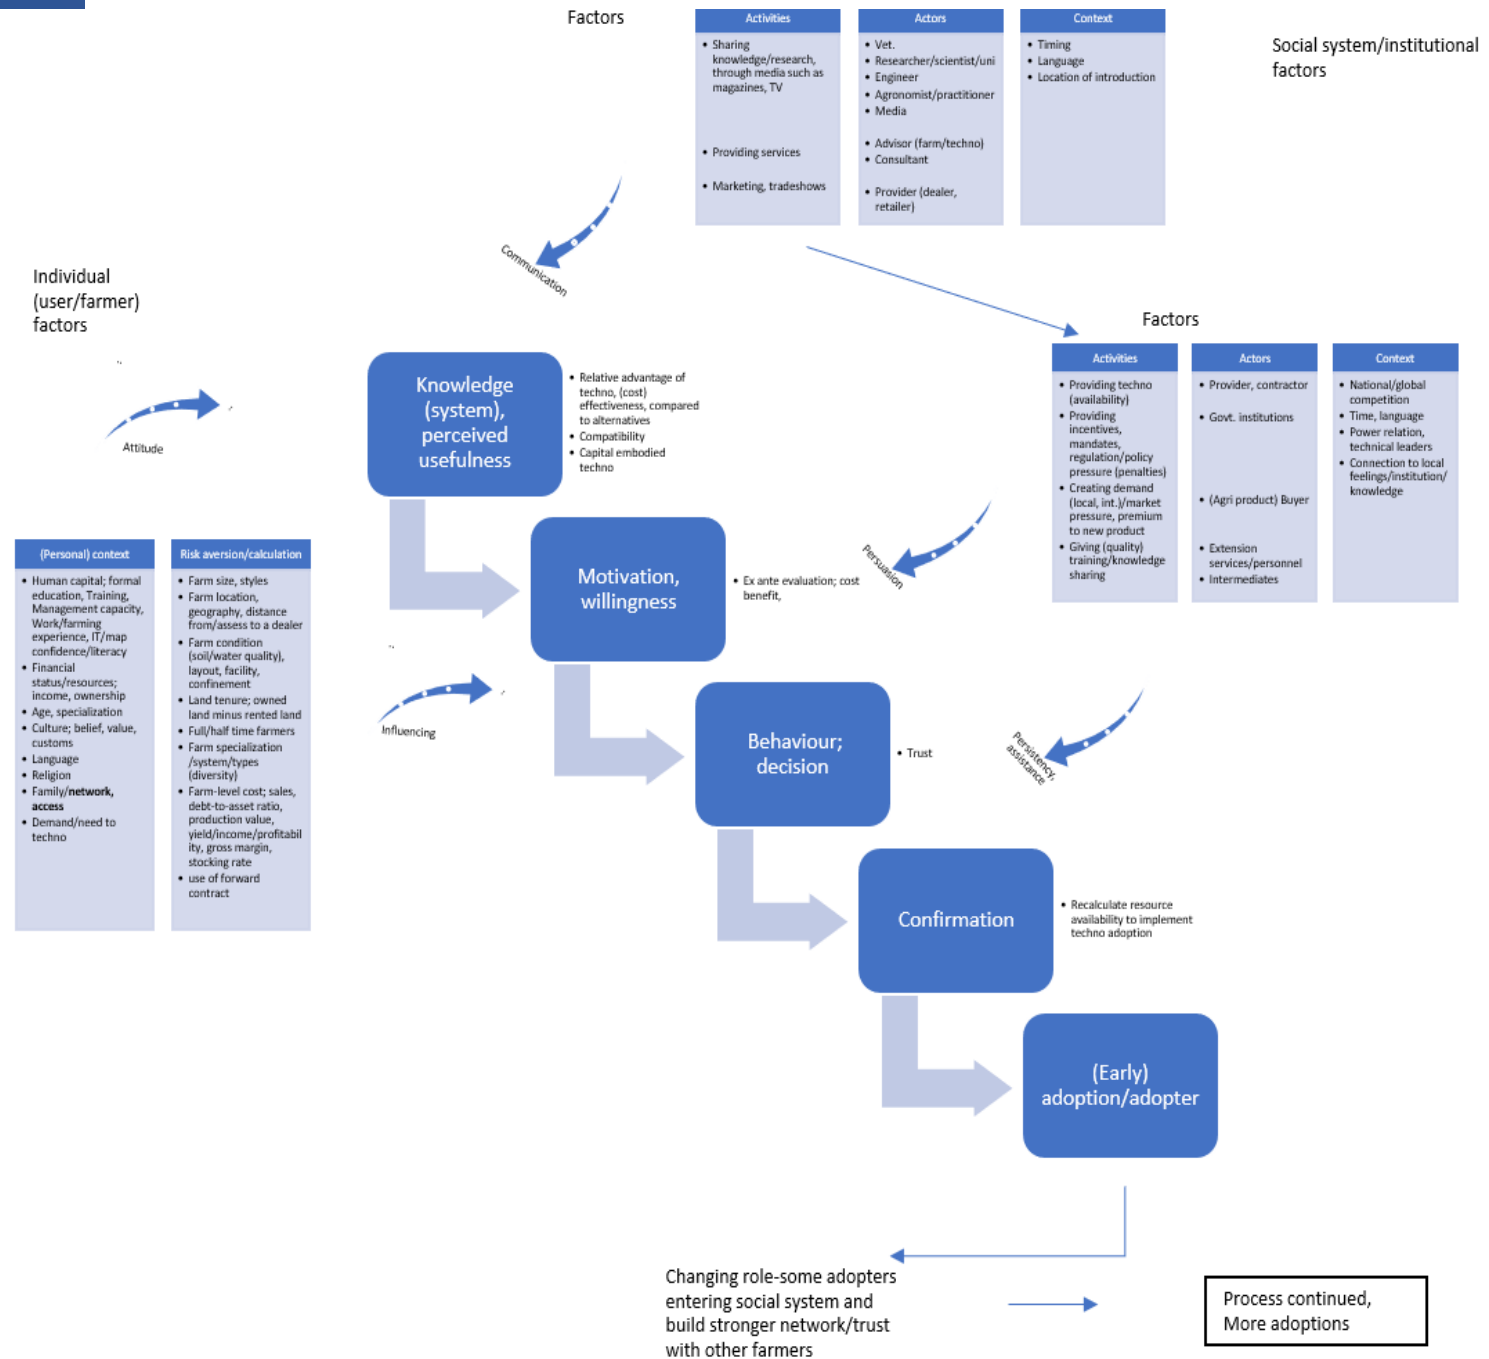 Factors
Activities
• Sharing
knowledge/research,
through media such as
magazines, TV
• Providing services
• Marketing, tradeshows
Actors
• Vet.
• Researcher/scientist/uni
• Engineer
• Agronomist/practitioner
• Media
• Advisor (farm/techno)
• Consultant
• Provider (dealer,
retailer)
Context
• Timing
• Language
• Location of introduction
Social system/institutional
factors
Communication
Individual
(user/farmer)
factors
Attitude
Factors
Activities
• Providing techno
(availability)
• Providing
incentives,
mandates,
regulation/policy
pressure (penalties)
• Creating demand
(local, int.)/market
pressure, premium
to new product
• Giving (quality)
training/knowledge
sharing
Actors
• Provider, contractor
• Govt. institutions
• (Agri product) Buyer
• Extension
services/personnel
• Intermediates
Context
• National/global
competition
• Time, language
• Power relation,
technical leaders
• Connection to local
feelings/institution/
knowledge
Knowledge
(system),
perceived
usefulness
• Relative advantage of
techno, (cost)
effectiveness, compared
to alternatives
• Compatibility
• Capital embodied
techno
Persuasion
Motivation,
willingness
• Ex ante evaluation; cost
benefit,
(Personal) context
• Human capital; formal
education, Training,
Management capacity,
Work/farming
experience, IT/map
confidence/literacy
• Financial
status/resources;
income, ownership
• Age, specialization
• Culture; belief, value,
customs
• Language
• Religion
• Family/network,
access
• Demand/need to
techno
Risk aversion/calculation
• Farm size, styles
• Farm location,
geography, distance
from/assess to a dealer
• Farm condition
(soil/water quality),
layout, facility,
confinement
• Land tenure; owned
land minus rented land
• Full/half time farmers
• Farm specialization
/system/types
(diversity)
• Farm-level cost; sales,
debt-to-asset ratio,
production value,
yield/income/profitabil
ity, gross margin,
stocking rate
• use of forward
contract
Influencing
Behaviour;
decision
• Trust
Persistency,
assistance
Confirmation
• Recalculate resource
availability to implement
techno adoption
(Early)
adoption/adopter
Changing role-some adopters
entering social system and
build stronger network/trust
with other farmers
Process continued,
More adoptions